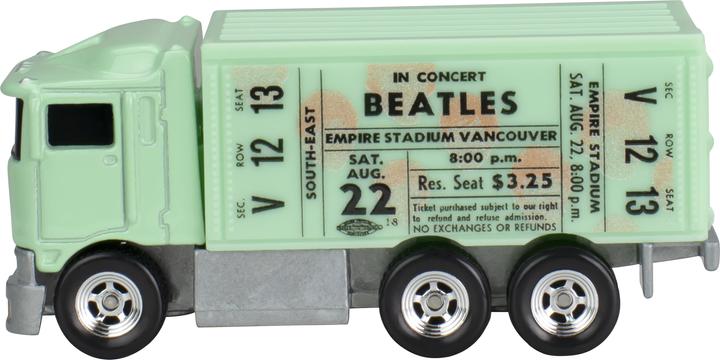 SEC. ROW SEAT
V 12 13
SOUTH-EAST
IN CONCERT
BEATLES
EMPIRE STADIUM VANCOUVER
SAT.
AUG.
22
18
8:00 p.m.
Res. Seat $3.25
Ticket purchased subject to our right
to refund and refuse admission.
NO EXCHANGES OR REFUNDS
EMPIRE STADIUM
SAT. AUG. 22, 8:00 p.m.
SEC ROW SEAT
V 12 13